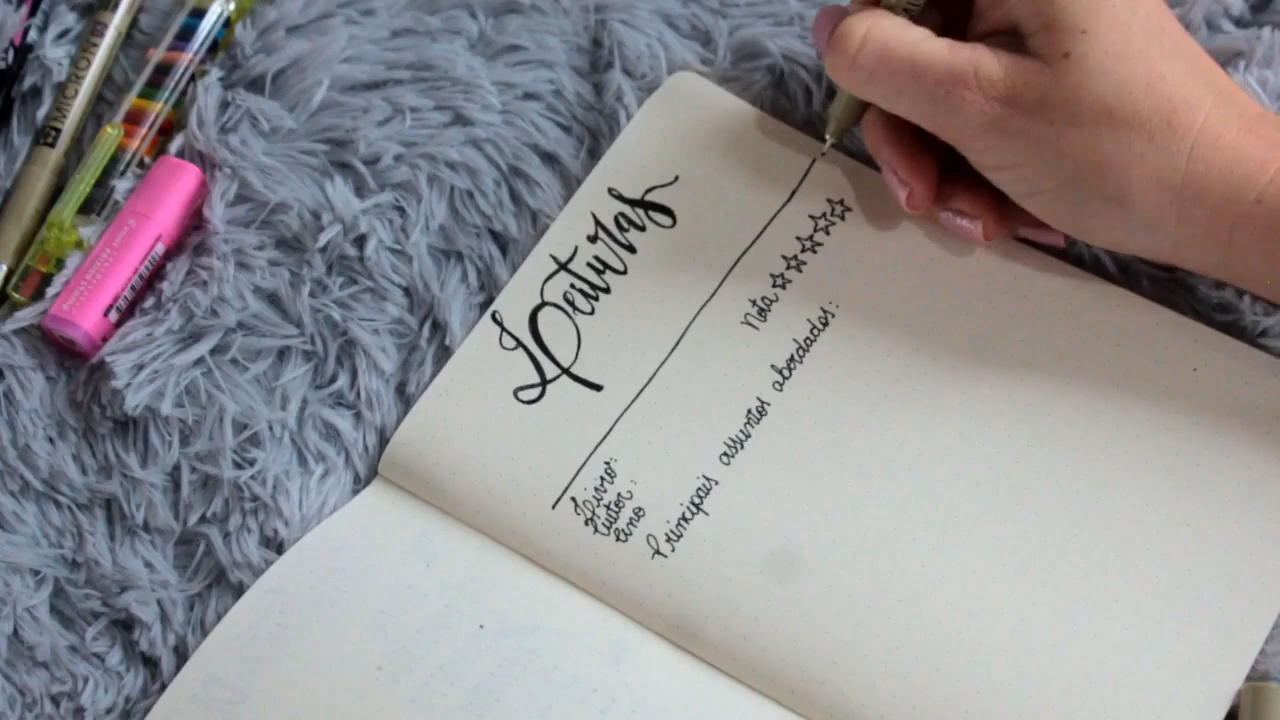 Leituras
Livro:
Autor:
Ano
Nota ☆☆☆☆☆
Principais assuntos abordados:
MICRON